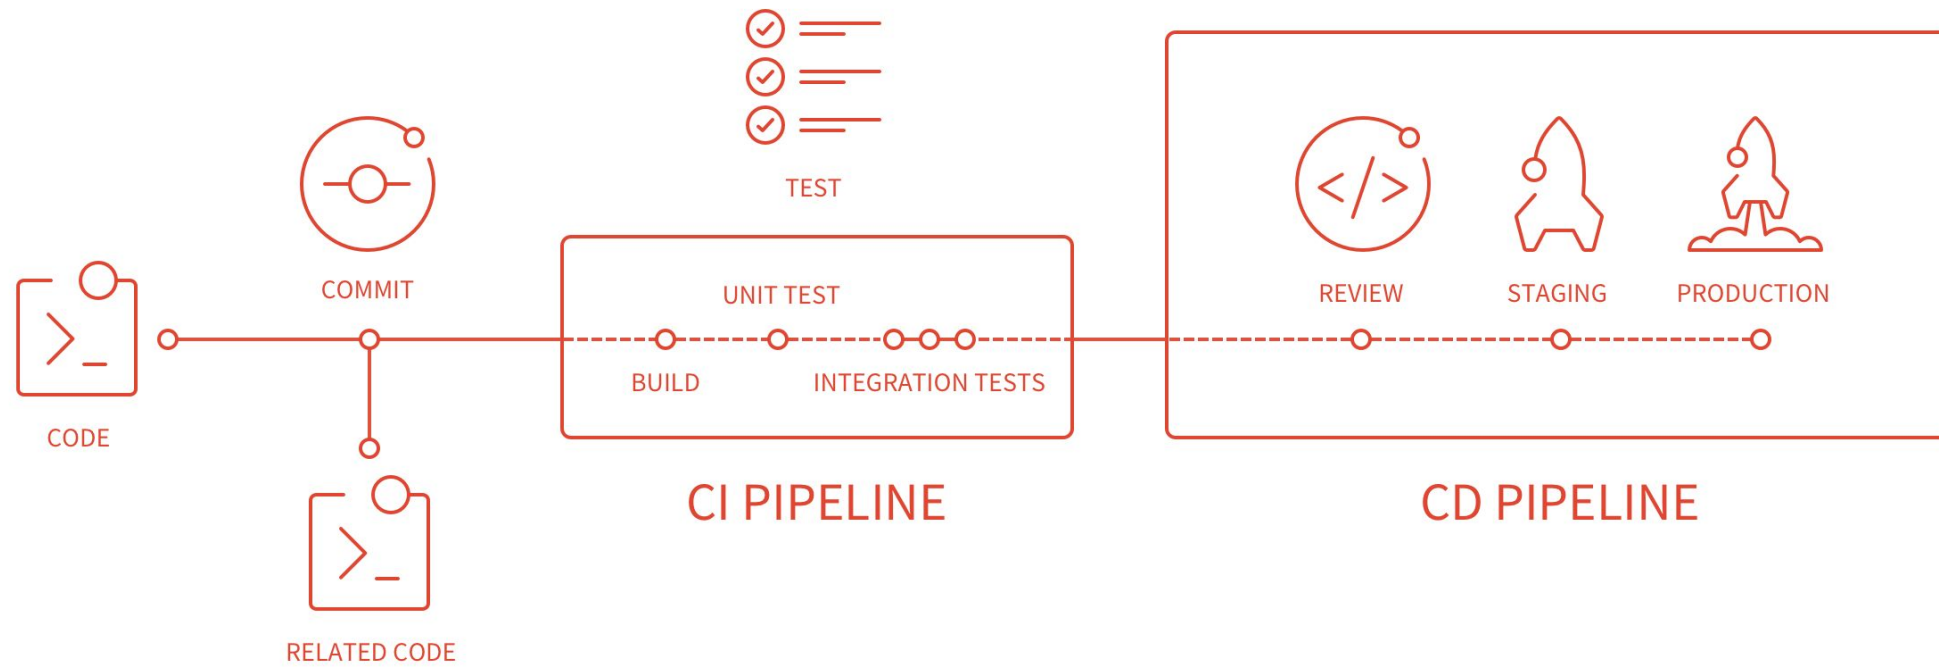 TEST
COMMIT
UNIT TEST
REVIEW
STAGING
PRODUCTION
BUILD
INTEGRATION TESTS
CODE
CI PIPELINE
CD PIPELINE
RELATED CODE